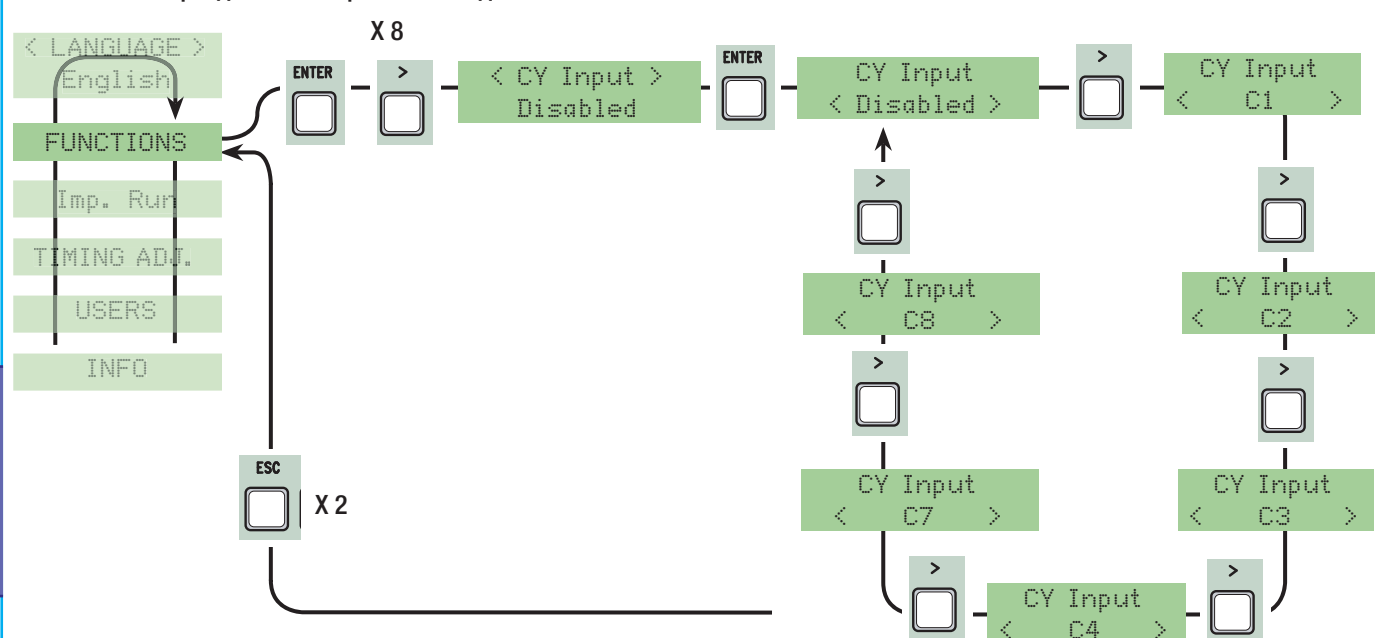 X 8
< LANGUAGE >
English
FUNCTIONS
Imp. Run
TIMING ADJ.
USERS
INFO
ENTER
>
< CY Input >
Disabled
ENTER
CY Input
< Disabled >
>
CY Input
< C1 >
>
CY Input
< C2 >
>
CY Input
< C3 >
>
CY Input
< C4 >
>
CY Input
< C7 >
>
CY Input
< C8 >
>
ESC
X 2